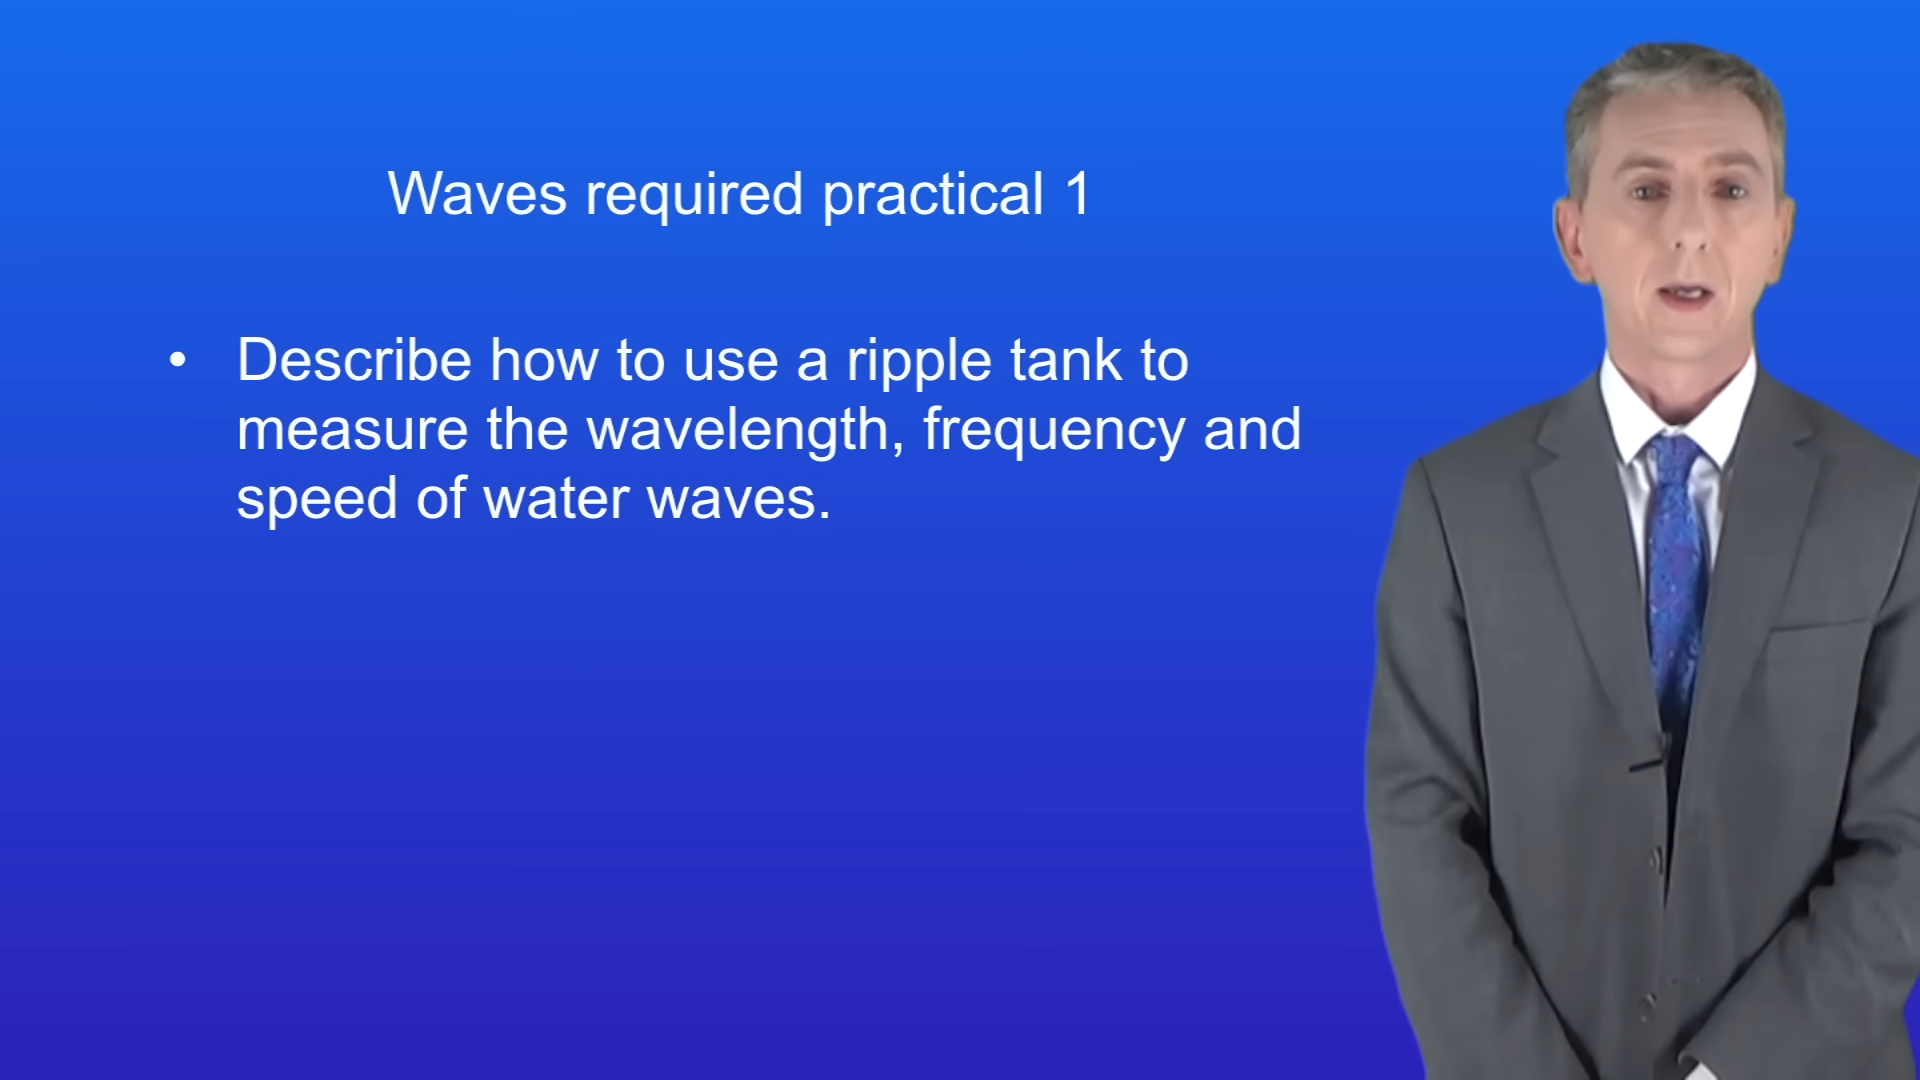 Waves required practical 1
• Describe how to use a ripple tank to
measure the wavelength, frequency and
speed of water waves.